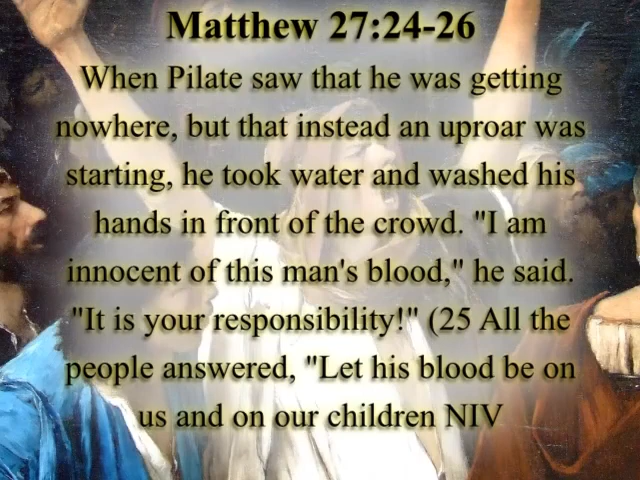 Matthew 27:24-26
When Pilate saw that he was getting
nowhere, but that instead an uproar was
starting, he took water and washed his
hands in front of the crowd. "I am
innocent of this man's blood," he said.
"It is your responsibility!" (25 All the
people answered, "Let his blood be on
us and on our children NIV